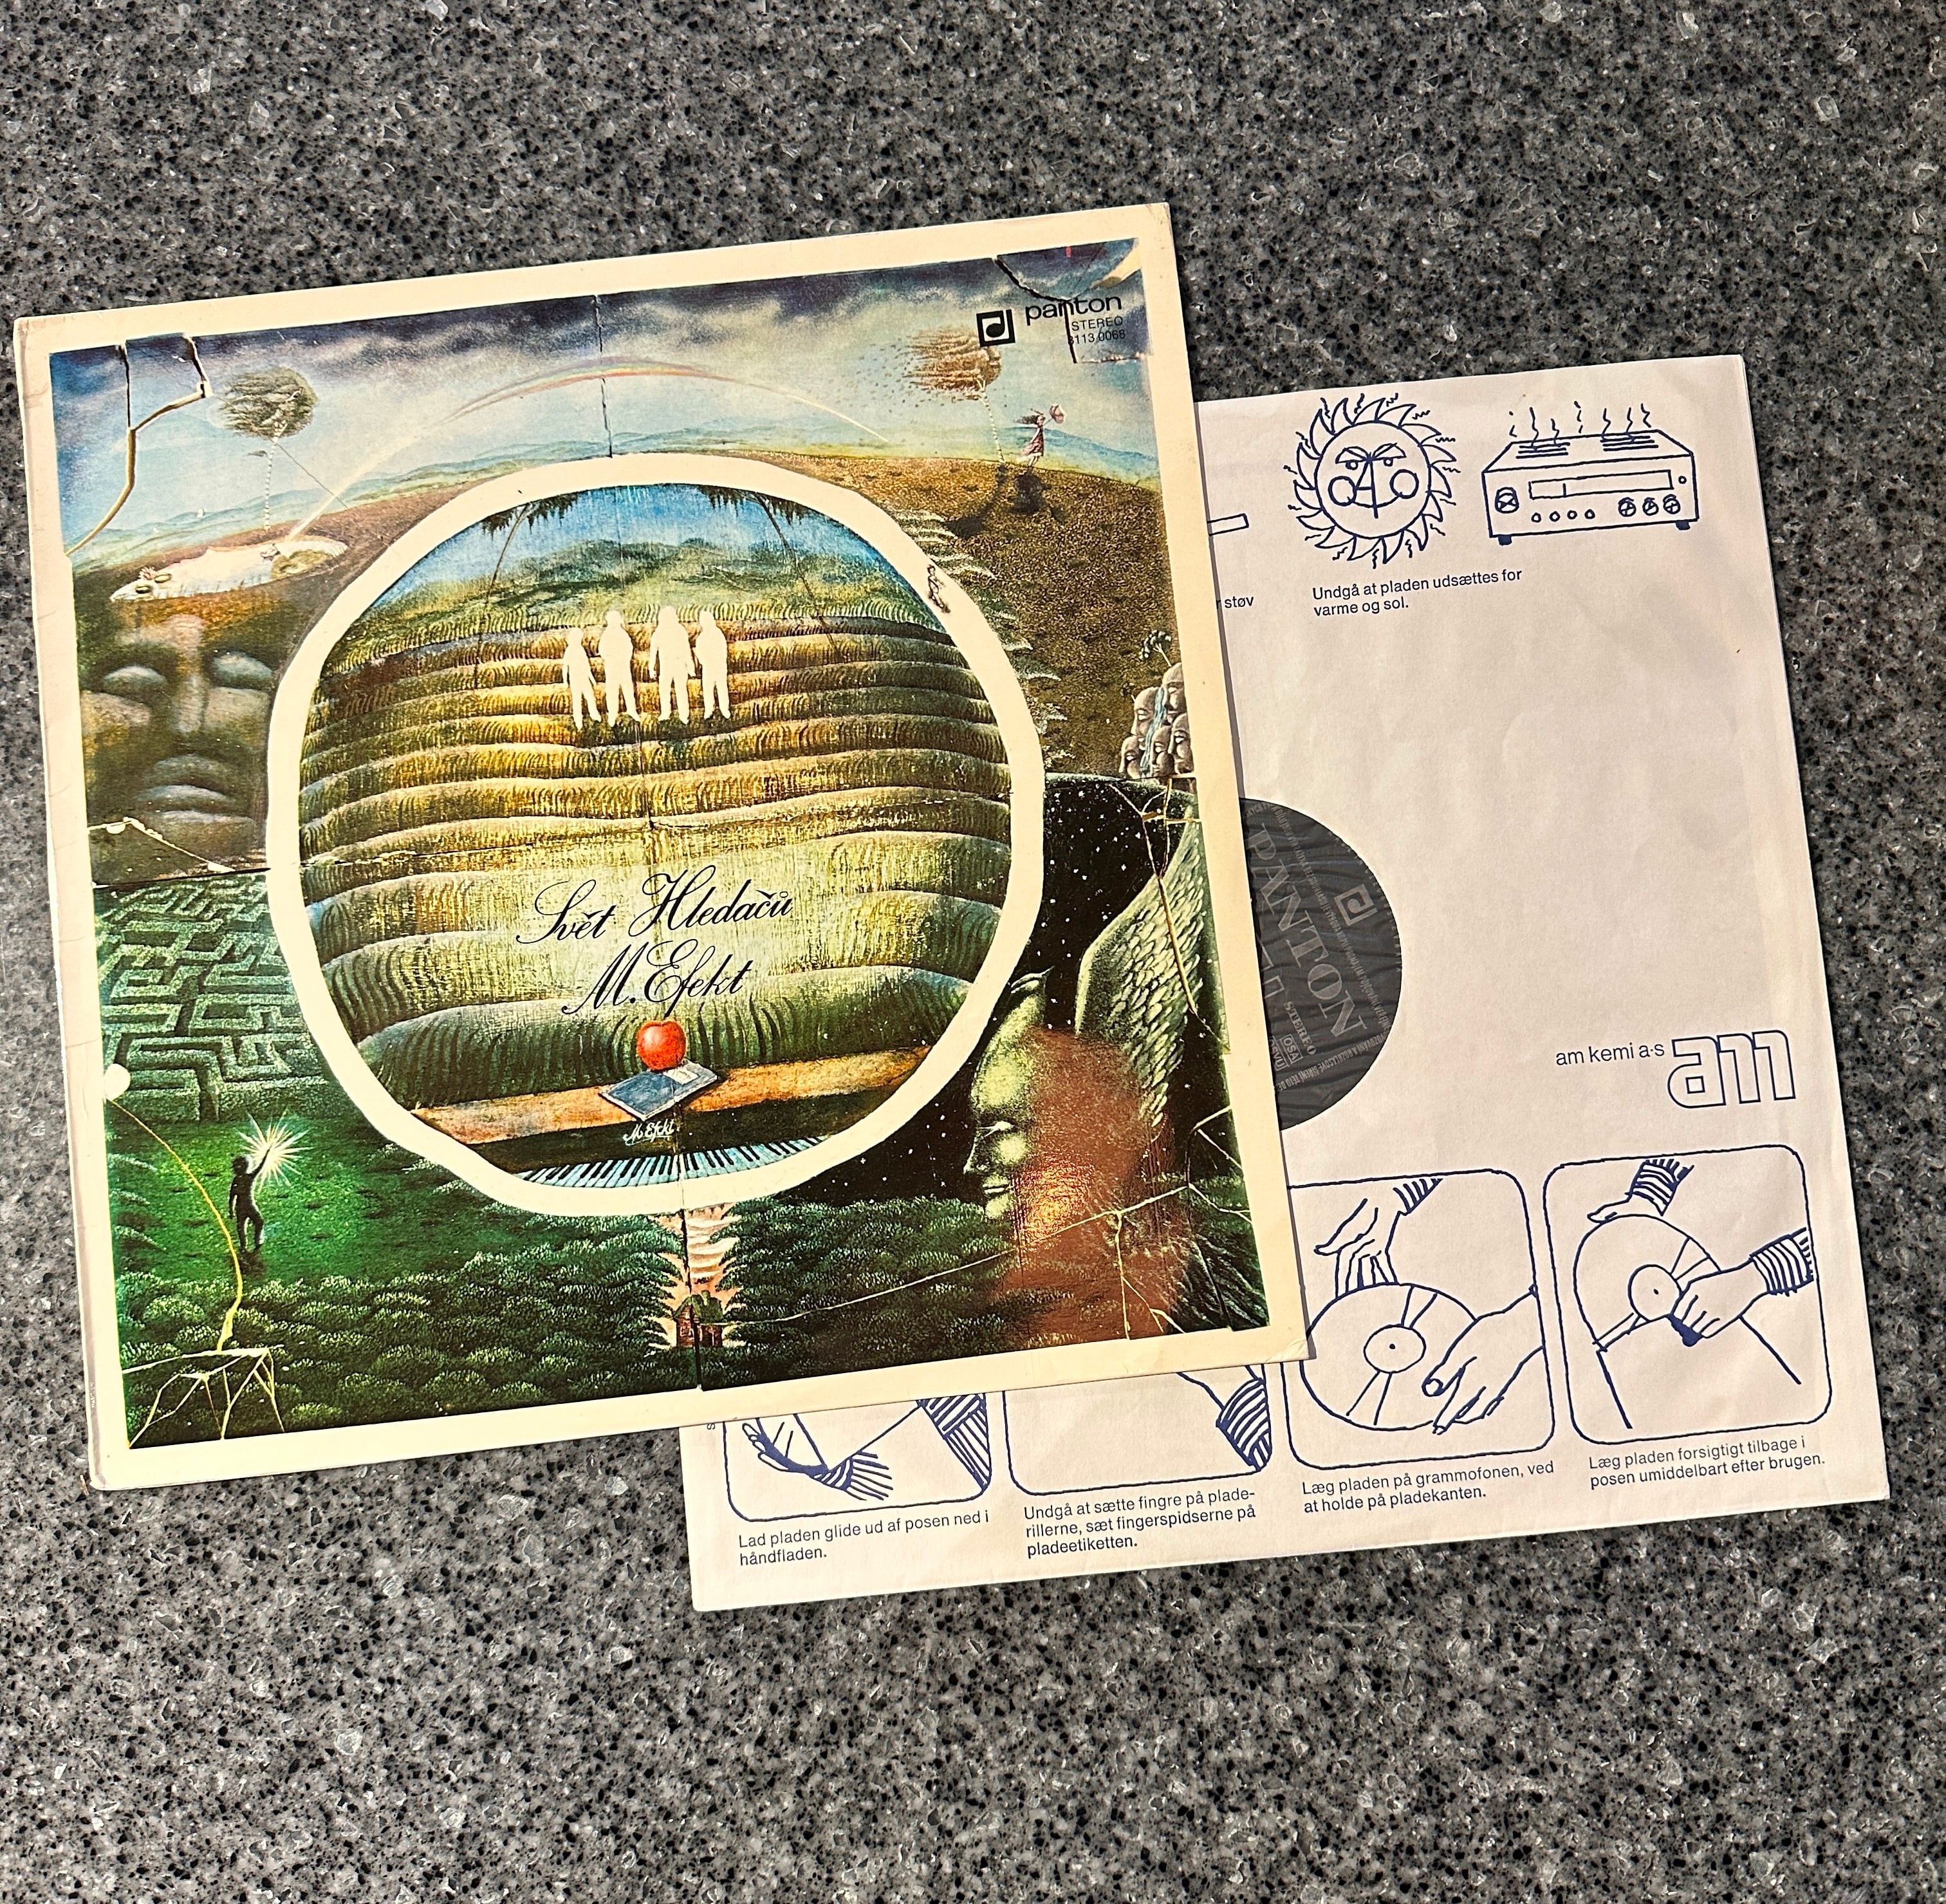 panton
STEREO
8113 0068
Svět Hledačů
M. Efekt
M. Efekt
støv
Undgå at pladen udsættes for
varme og sol.
PANTON
STEREO
OSA
am kemi a·s am
Lad pladen glide ud af posen ned i
håndfladen.
Undgå at sætte fingre på plade-
rillerne, sæt fingerspidserne på
pladeetiketten.
Læg pladen på grammofonen, ved
at holde på pladekanten.
Læg pladen forsigtigt tilbage i
posen umiddelbart efter brugen.